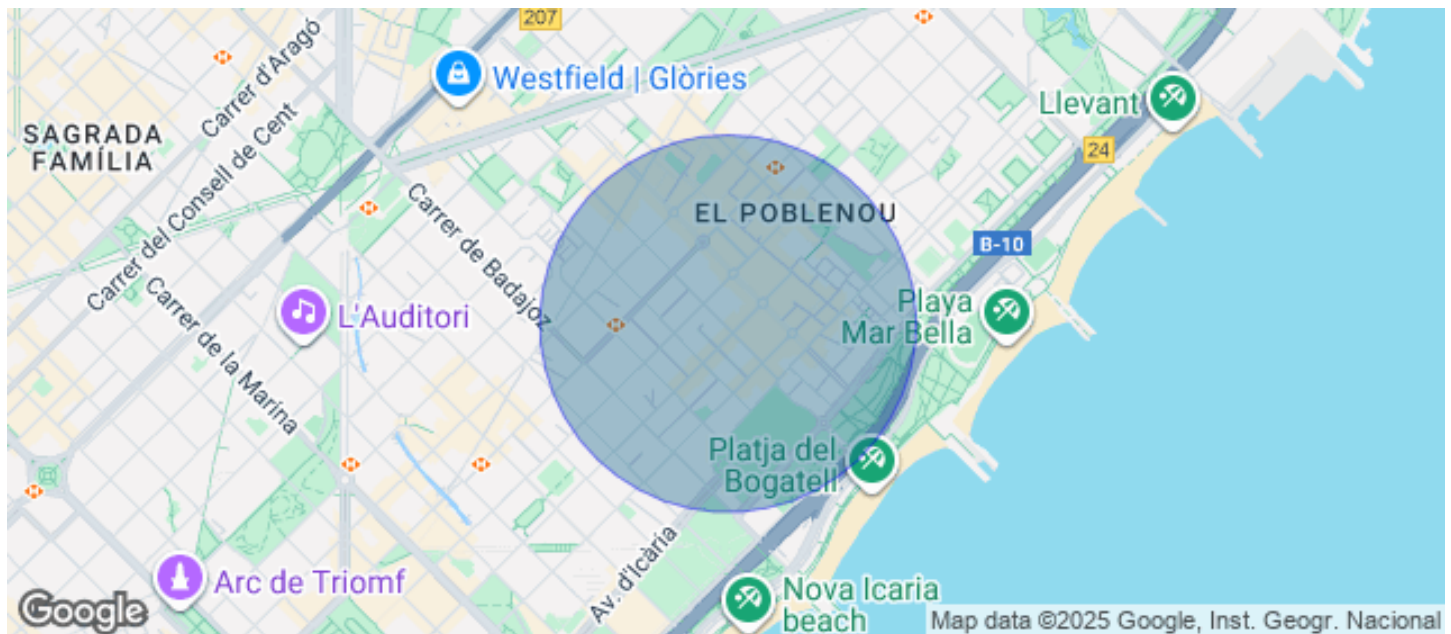 207
Carrer d'Aragó
Westfield | Glòries
Llevant
24
SAGRADA
FAMÍLIA
Carrer del Consell de Cent
Carrer de Badajoz
EL POBLENOU
B-10
L'Auditori
Playa
Mar Bella
Carrer de la Marina
Platja del
Bogatell
Av. d'Icària
Arc de Triomf
Nova Icaria
beach
Google
Map data ©2025 Google, Inst. Geogr. Nacional